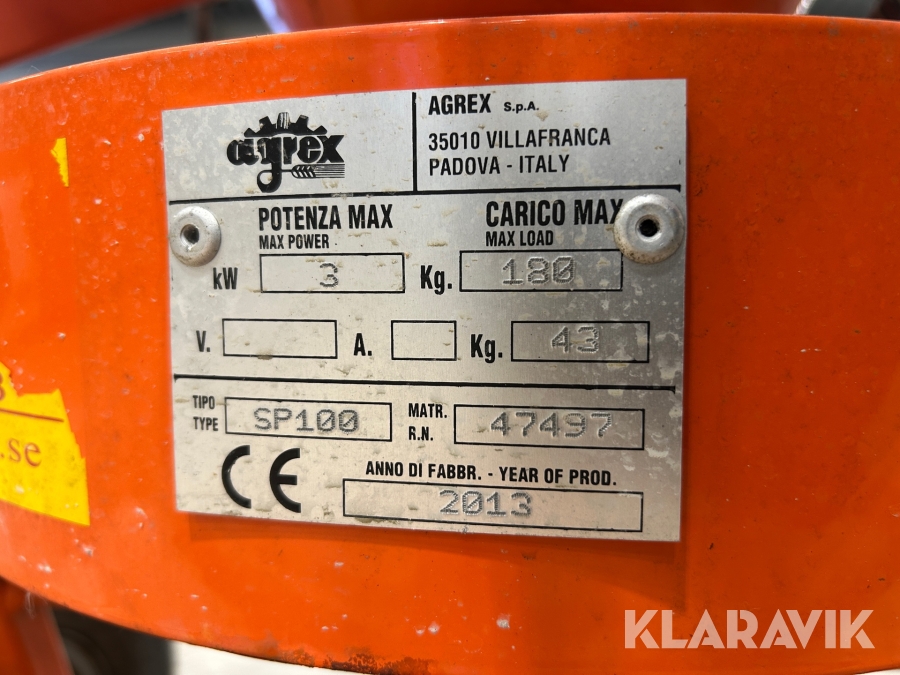 agrex
AGREX S.p.A.
35010 VILLAFRANCA
PADOVA - ITALY
POTENZA MAX
MAX POWER
CARICO MAX
MAX LOAD
kW 3 Kg. 180
V. A. Kg. 43
TIPO
TYPE
SP100
MATR.
R.N.
47497
CE
ANNO DI FABBR. - YEAR OF PROD.
2013
.se
KLARAVIK